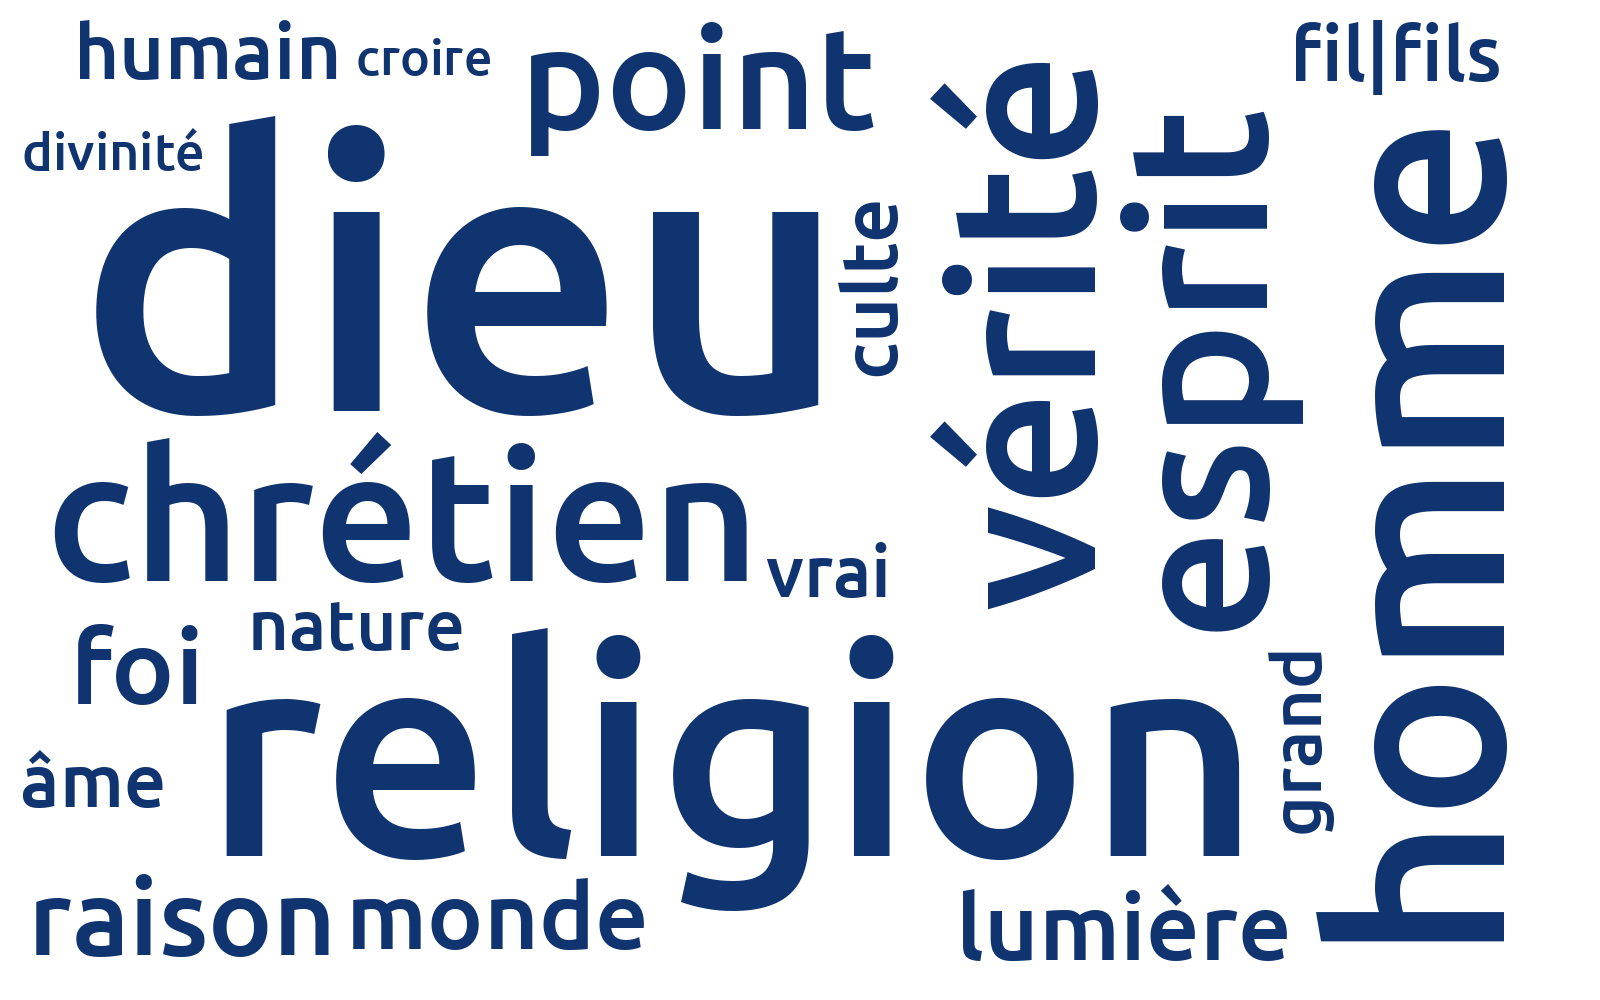 humain
croire
point
fil|fils
divinité
dieu
culte
vérité
esprit
homme
chrétien
vrai
nature
foi
religion
grand
âme
raison
monde
lumière